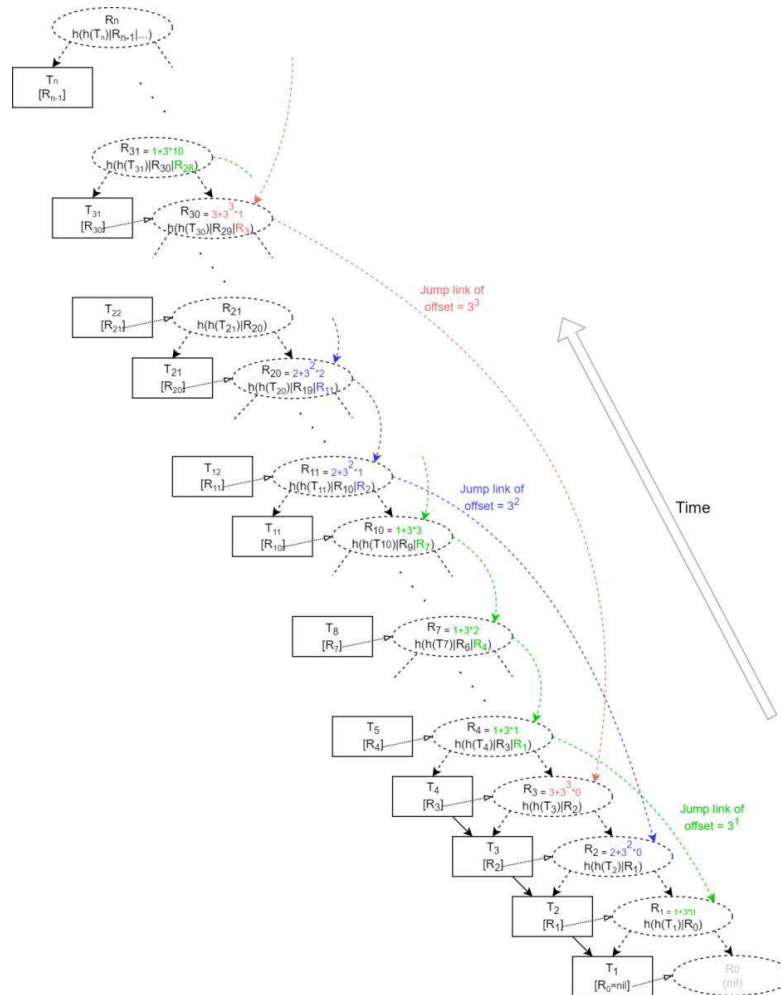 Rn
h(h(Tn)|Rn-1|...)
Tn
[Rn-1]
R31 = 1+3*10
h(h(T31)|R30|R28)
T31
[R30]
R30 = 3+3^3*1
h(h(T30)|R29|R3)
Jump link of
offset = 3^3
T22
[R21]
R21
h(h(T21)|R20)
T21
[R20]
R20 = 2+3^2*2
h(h(T20)|R19|R11)
T12
[R11]
R11 = 2+3^2*1
h(h(T11)|R10|R2)
Jump link of
offset = 3^2
Time
T11
[R10]
R10 = 1+3*3
h(h(T10)|R9|R7)
T8
[R7]
R7 = 1+3*2
h(h(T7)|R6|R4)
T5
[R4]
R4 = 1+3*1
h(h(T4)|R3|R1)
T4
[R3]
R3 = 3+3^3*0
h(h(T3)|R2)
Jump link of
offset = 3^1
T3
[R2]
R2 = 2+3^2*0
h(h(T2)|R1)
T2
[R1]
R1 = 1+3*0
h(h(T1)|R0)
T1
[R0=nil]
R0
(nil)